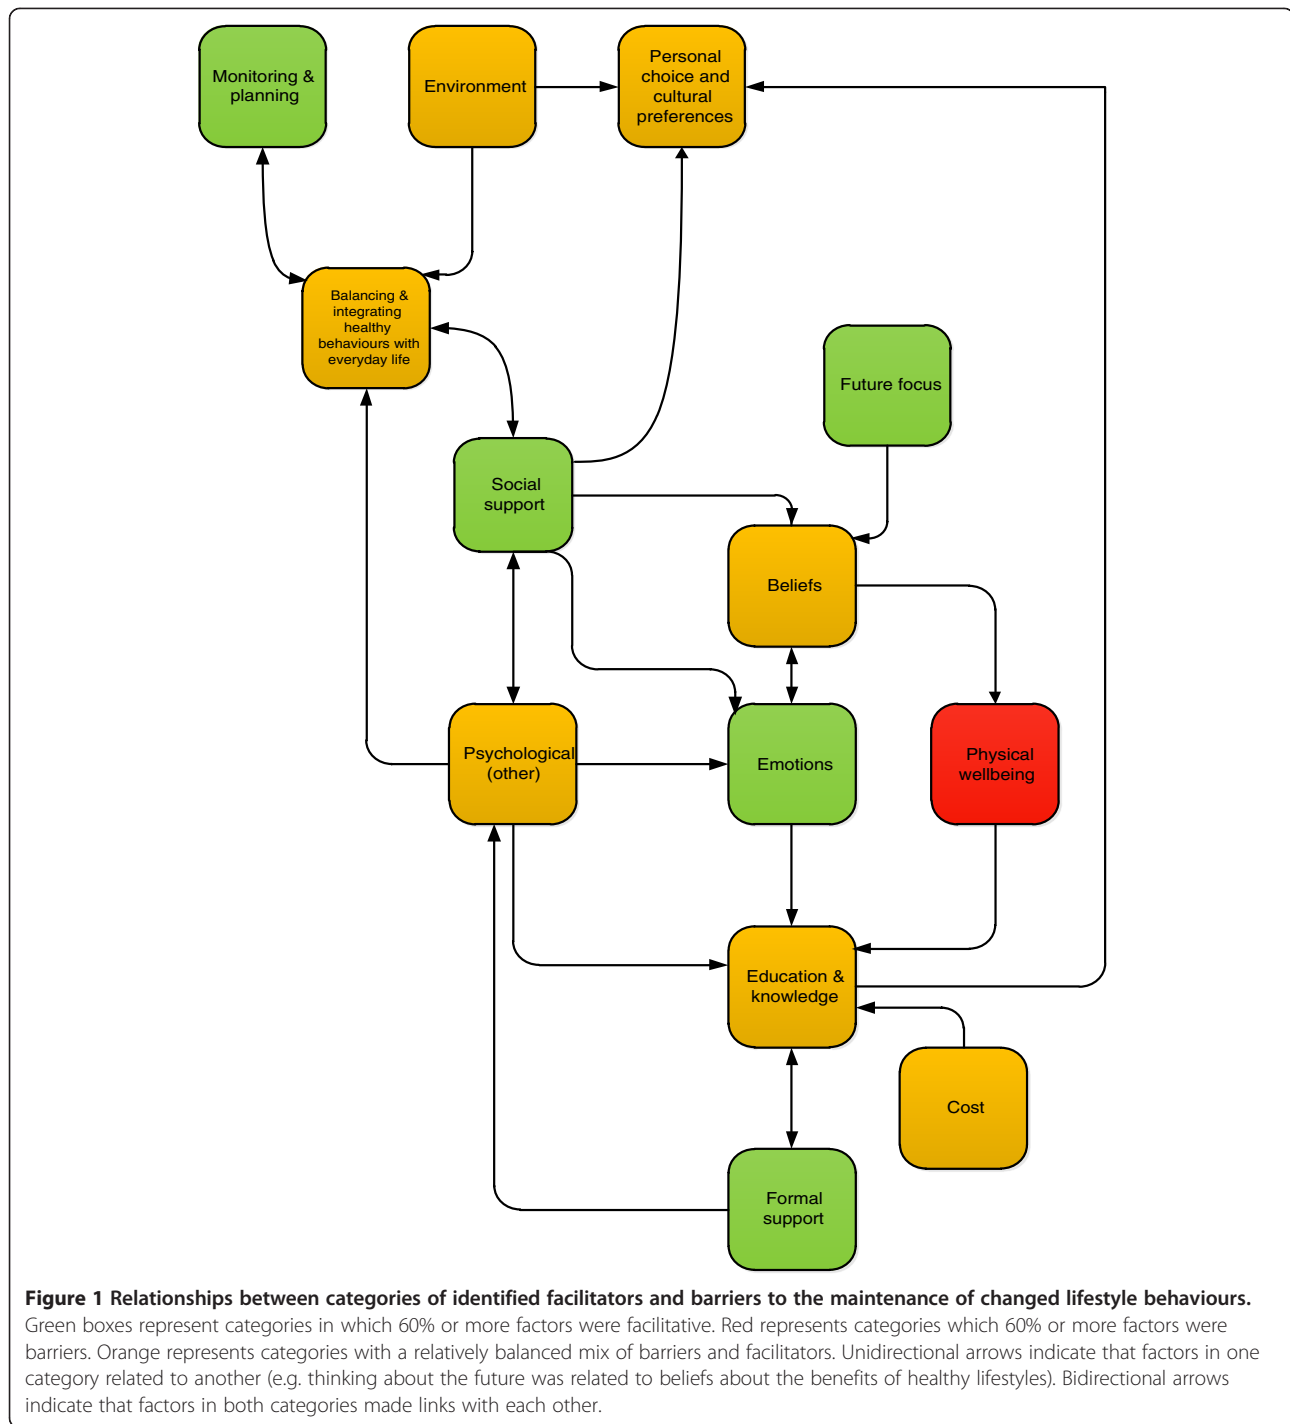 Monitoring &
planning
Environment
Personal
choice and
cultural
preferences
Balancing &
integrating
healthy
behaviours with
everyday life
Future focus
Social
support
Beliefs
Psychological
(other)
Emotions
Physical
wellbeing
Education &
knowledge
Cost
Formal
support
Figure 1 Relationships between categories of identified facilitators and barriers to the maintenance of changed lifestyle behaviours.
Green boxes represent categories in which 60% or more factors were facilitative. Red represents categories which 60% or more factors were
barriers. Orange represents categories with a relatively balanced mix of barriers and facilitators. Unidirectional arrows indicate that factors in one
category related to another (e.g. thinking about the future was related to beliefs about the benefits of healthy lifestyles). Bidirectional arrows
indicate that factors in both categories made links with each other.